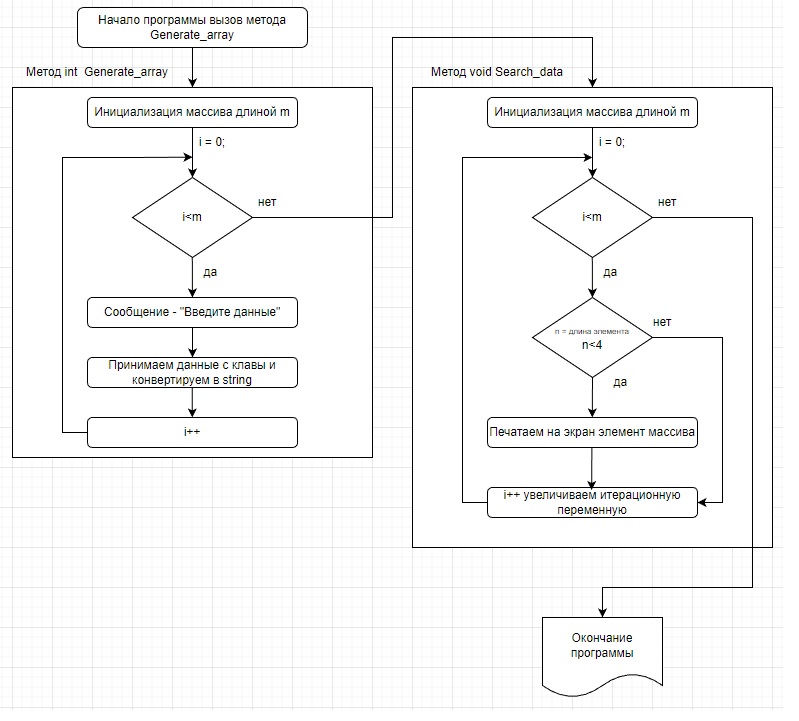 Начало программы вызов метода
Generate_array
Метод int Generate_array
Инициализация массива длиной m
i = 0;
i<m
нет
да
Сообщение - "Введите данные"
Принимаем данные с клавы и
конвертируем в string
i++
Метод void Search_data
Инициализация массива длиной m
i = 0;
i<m
нет
да
n = длина элемента
n<4
нет
да
Печатаем на экран элемент массива
i++ увеличиваем итерационную
переменную
Окончание
программы